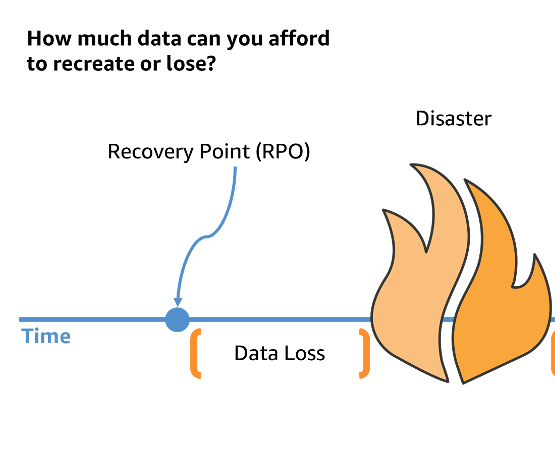 How much data can you afford
to recreate or lose?
Disaster
Recovery Point (RPO)
Time
Data Loss